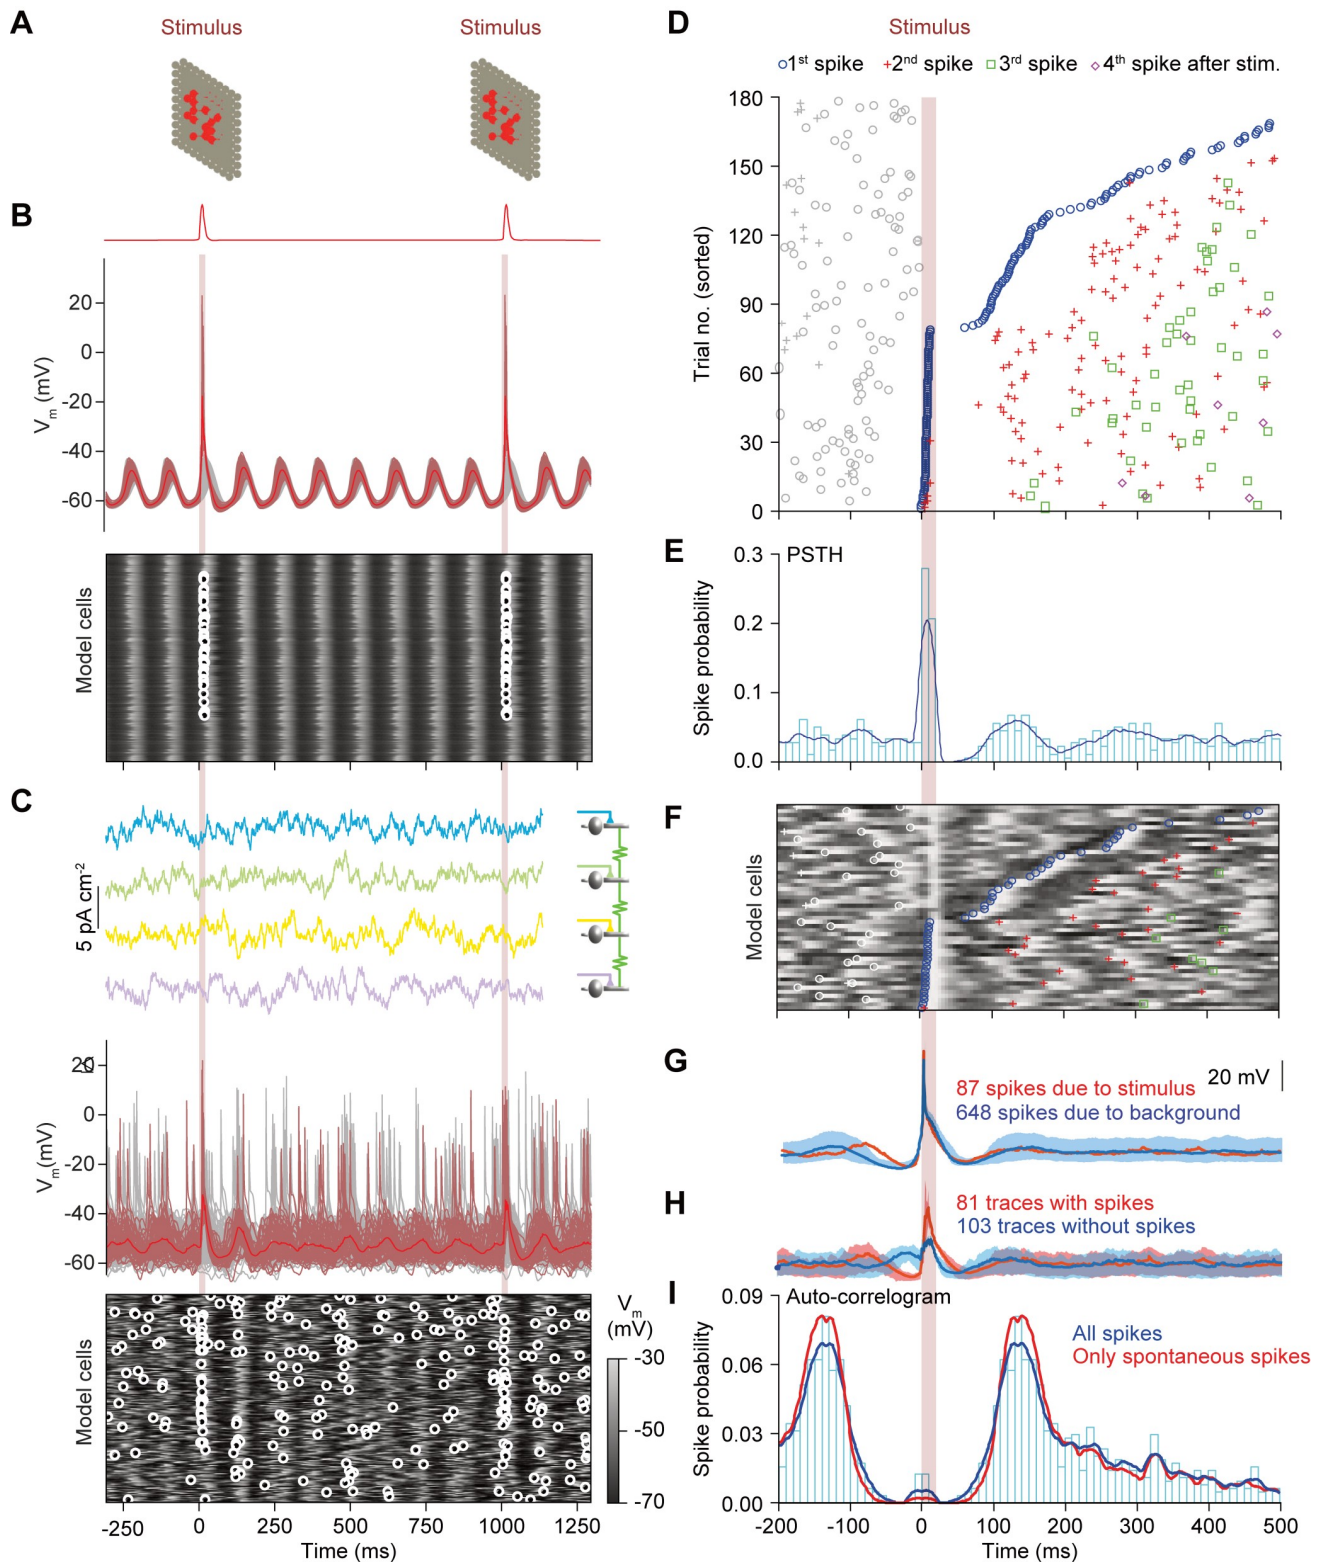 A
Stimulus
Stimulus
B
20
0
-20
-40
-60
Vm (mV)
Model cells
C
5 pA cm-2
20
0
-20
-40
-60
Vm(mV)
Model cells
Vm
(mV)
-30
-50
-70
-250
0
250
500
750
1000
1250
Time (ms)
D
Stimulus
1st spike
2nd spike
3rd spike
4th spike after stim.
180
150
120
90
60
30
0
Trial no. (sorted)
E
PSTH
0.3
0.2
0.1
0.0
Spike probability
F
Model cells
G
20 mV
87 spikes due to stimulus
648 spikes due to background
H
81 traces with spikes
103 traces without spikes
I
Auto-correlogram
0.09
0.06
0.03
0.00
Spike probability
All spikes
Only spontaneous spikes
-200
-100
0
100
200
300
400
500
Time (ms)